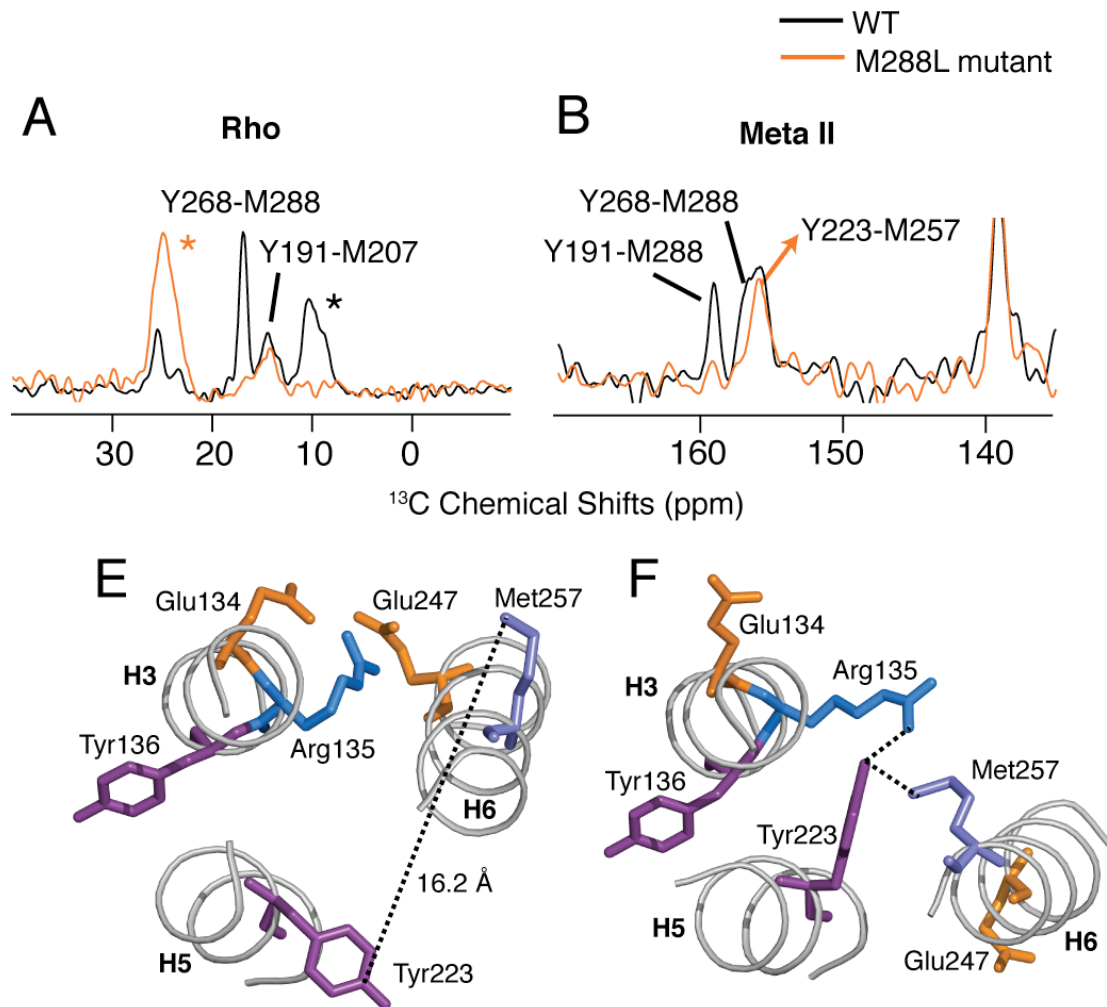 WT
M288L mutant
A
Rho
B
Meta II
Y268-M288
*
Y191-M207
*
Y268-M288
Y191-M288
Y223-M257
30 20 10 0
160 150 140
¹³C Chemical Shifts (ppm)
E
Glu134
Glu247
Met257
H3
Tyr136
Arg135
H6
16.2 Å
H5
Tyr223
F
Glu134
H3
Arg135
Tyr136
Met257
Tyr223
H5
H6
Glu247